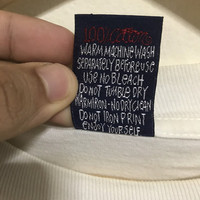 100% COTTON
WARM MACHINE WASH
SEPARATELY BEFORE USE
USE NO BLEACH
DO NOT TUMBLE DRY
WARM IRON - NO DRY CLEAN
DO NOT IRON PRINT
ENJOY YOURSELF